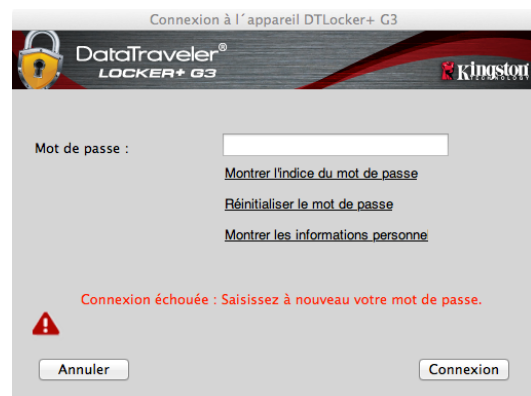 Connexion à l´appareil DTLocker+ G3
DataTraveler®
LOCKER+ G3
Kingston
TECHNOLOGY
Mot de passe :
Montrer l'indice du mot de passe
Réinitialiser le mot de passe
Montrer les informations personne
Connexion échouée : Saisissez à nouveau votre mot de passe.
Annuler
Connexion